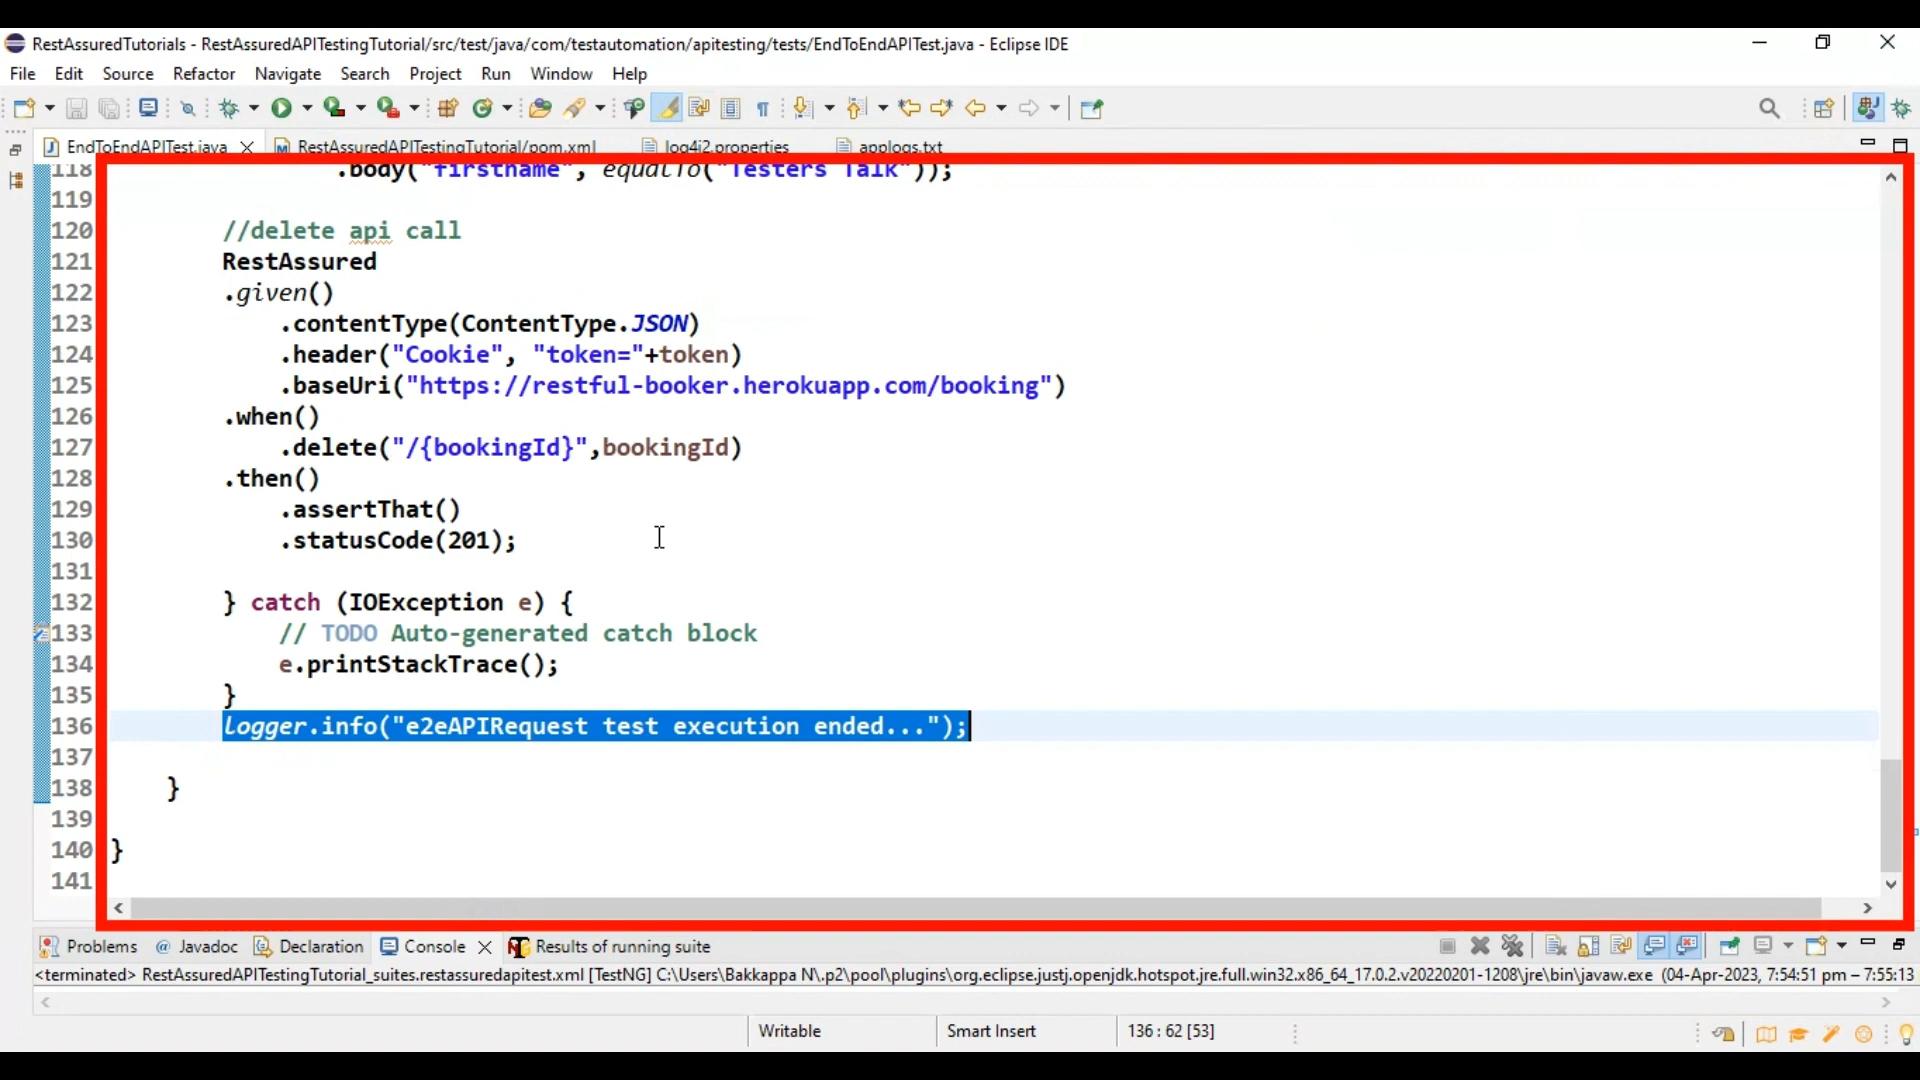 RestAssuredTutorials - RestAssuredAPITestingTutorial/src/test/java/com/testautomation/apitesting/tests/EndToEndAPITest.java - Eclipse IDE
File Edit Source Refactor Navigate Search Project Run Window Help
EndToEndAPITest.java RestAssuredAPITestingTutorial/pom.xml log4j2.properties applogs.txt
118 .body("firstname", equalTo("Testers Talk"));
119
120 //delete api call
121 RestAssured
122 .given()
123 .contentType(ContentType.JSON)
124 .header("Cookie", "token="+token)
125 .baseUri("https://restful-booker.herokuapp.com/booking")
126 .when()
127 .delete("/{bookingId}",bookingId)
128 .then()
129 .assertThat()
130 .statusCode(201);
131
132 } catch (IOException e) {
133 // TODO Auto-generated catch block
134 e.printStackTrace();
135 }
136 logger.info("e2eAPIRequest test execution ended...");
137
138 }
139
140 }
141
Problems Javadoc Declaration Console Results of running suite
<terminated> RestAssuredAPITestingTutorial_suites.restassuredapitest.xml [TestNG] C:\Users\Bakkappa N\.p2\pool\plugins\org.eclipse.justj.openjdk.hotspot.jre.full.win32.x86_64_17.0.2.v20220201-1208\jre\bin\javaw.exe (04-Apr-2023, 7:54:51 pm – 7:55:13
Writable Smart Insert 136 : 62 [53]